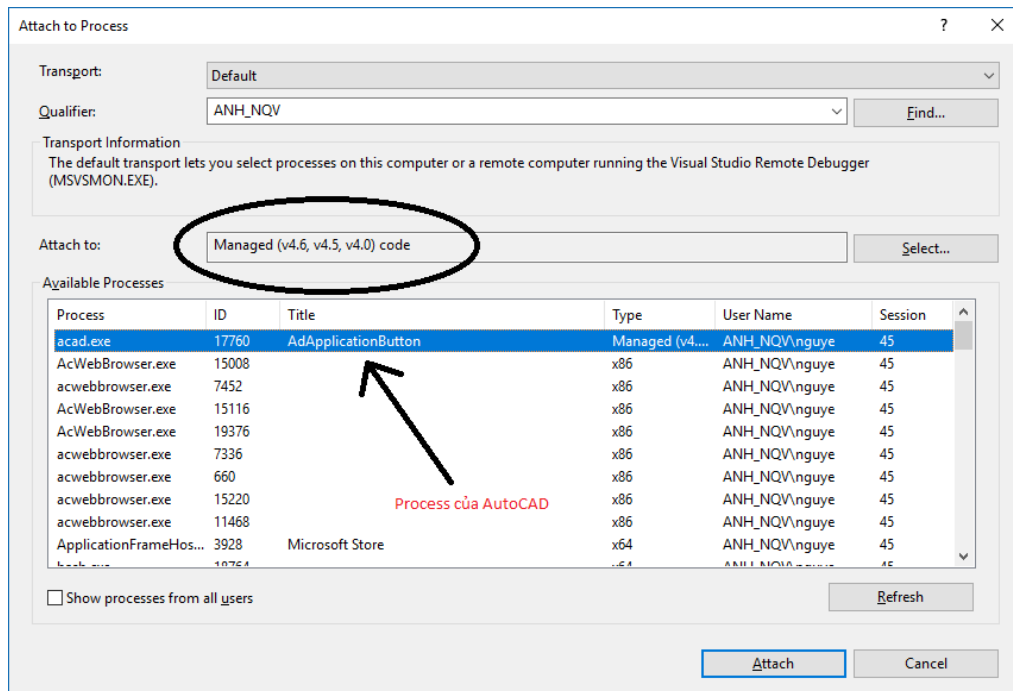 Attach to Process
Transport: Default
Qualifier: ANH_NQV Find...
Transport Information
The default transport lets you select processes on this computer or a remote computer running the Visual Studio Remote Debugger
(MSVSMON.EXE).
Attach to: Managed (v4.6, v4.5, v4.0) code Select...
Available Processes
Process ID Title Type User Name Session
acad.exe 17760 AdApplicationButton Managed (v4.... ANH_NQV\nguye 45
AcWebBrowser.exe 15008 x86 ANH_NQV\nguye 45
acwebbrowser.exe 7452 x86 ANH_NQV\nguye 45
AcWebBrowser.exe 15116 x86 ANH_NQV\nguye 45
AcWebBrowser.exe 19376 x86 ANH_NQV\nguye 45
acwebbrowser.exe 7336 x86 ANH_NQV\nguye 45
acwebbrowser.exe 660 x86 ANH_NQV\nguye 45
acwebbrowser.exe 15220 x86 ANH_NQV\nguye 45
Process của AutoCAD
acwebbrowser.exe 11468 x86 ANH_NQV\nguye 45
ApplicationFrameHos... 3928 Microsoft Store x64 ANH_NQV\nguye 45
Show processes from all users Refresh
Attach Cancel